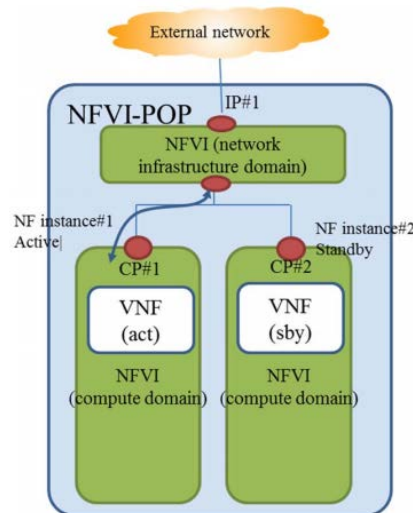 External network
IP#1
NFVI-POP
NFVI (network
infrastructure domain)
NF instance#1
Active
NF instance#2
Standby
CP#1
CP#2
VNF
(act)
VNF
(sby)
NFVI
(compute domain)
NFVI
(compute domain)